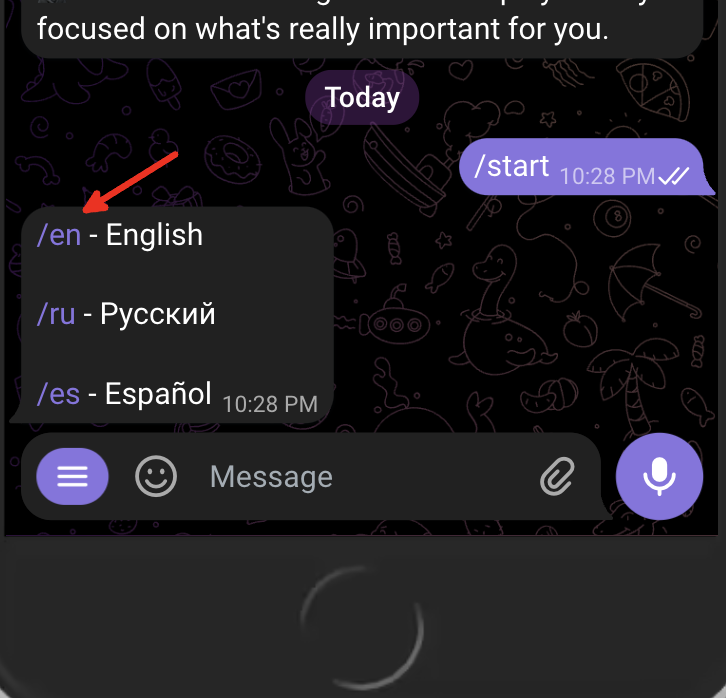 focused on what's really important for you.
Today
/start 10:28 PM
/en - English
/ru - Русский
/es - Español 10:28 PM
Message